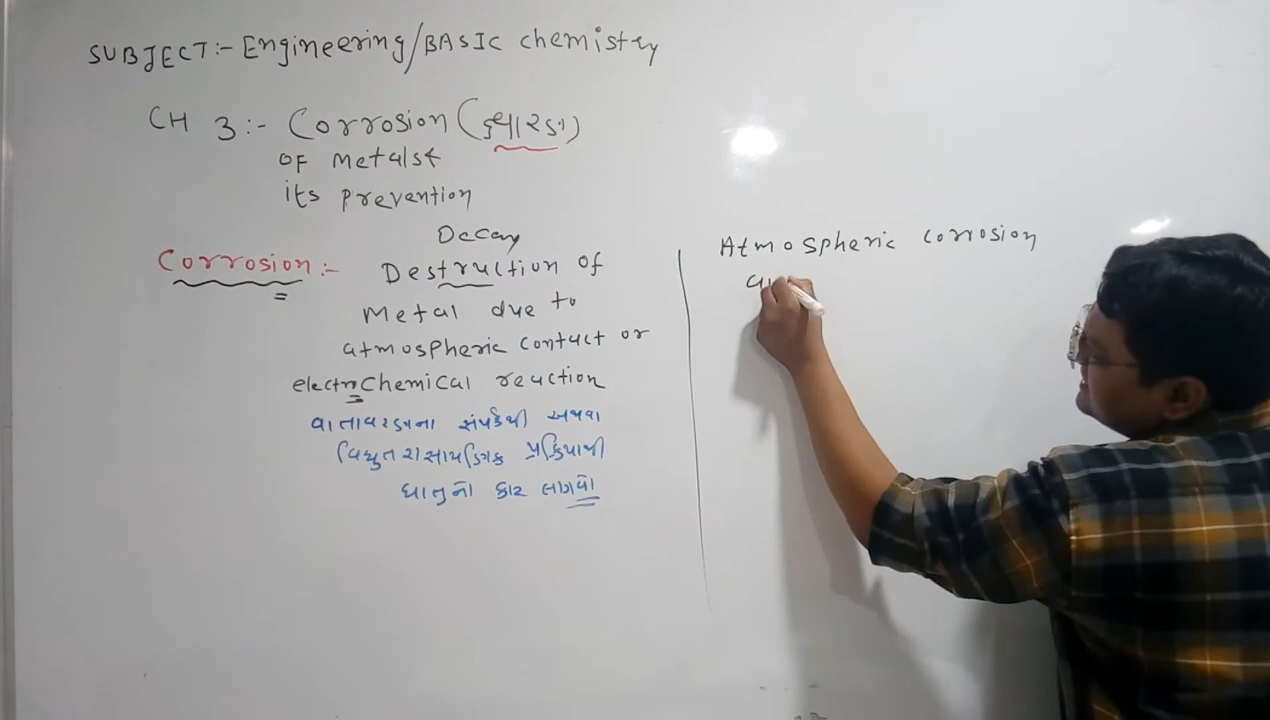 SUBJECT:- Engineering/BASIC chemistry
CH 3:- Corrosion (ક્ષારણ)
OF Metals &
its prevention
Decay
Corrosion :- Destruction of
Metal due to
atmospheric contact or
electrochemical reaction
વાતાવરણના સંપર્કથી અથવા
વિધુત રાસાયણિક પ્રક્રિયાથી
ધાતુનો કાટ લાગવો
Atmospheric corrosion